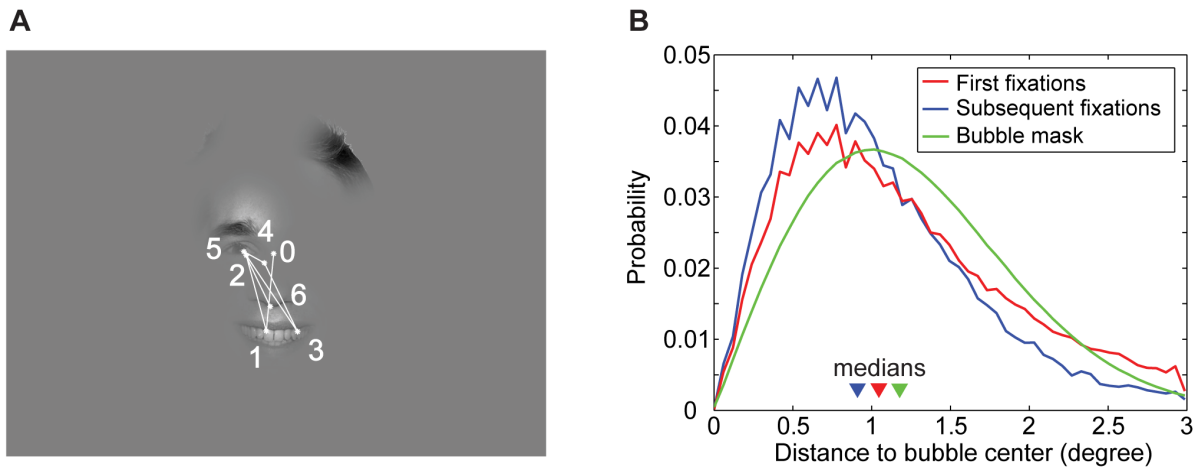 A
4
5
0
2
6
1
3
B
0.05
0.04
0.03
0.02
0.01
0
Probability
First fixations
Subsequent fixations
Bubble mask
medians
0 0.5 1 1.5 2 2.5 3
Distance to bubble center (degree)